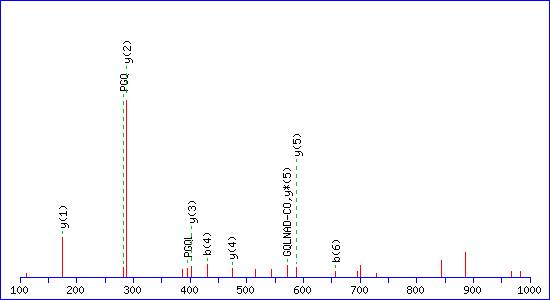 y(1)
PGQ
y(2)
PGQL
y(3)
b(4)
y(4)
GQLNAD-CO,y*(5)
y(5)
b(6)
100 200 300 400 500 600 700 800 900 1000